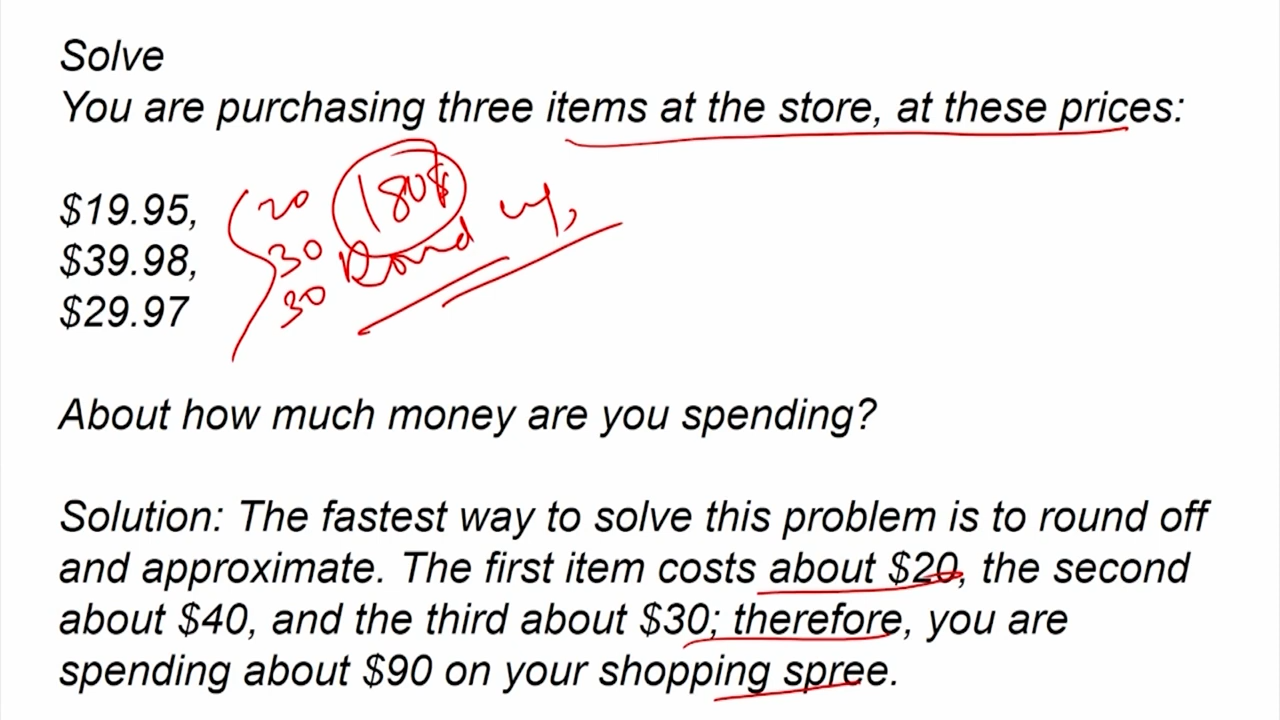 Solve
You are purchasing three items at the store, at these prices:
$19.95, 20 180$
$39.98, 30 Round up,
$29.97 30
About how much money are you spending?
Solution: The fastest way to solve this problem is to round off
and approximate. The first item costs about $20, the second
about $40, and the third about $30; therefore, you are
spending about $90 on your shopping spree.